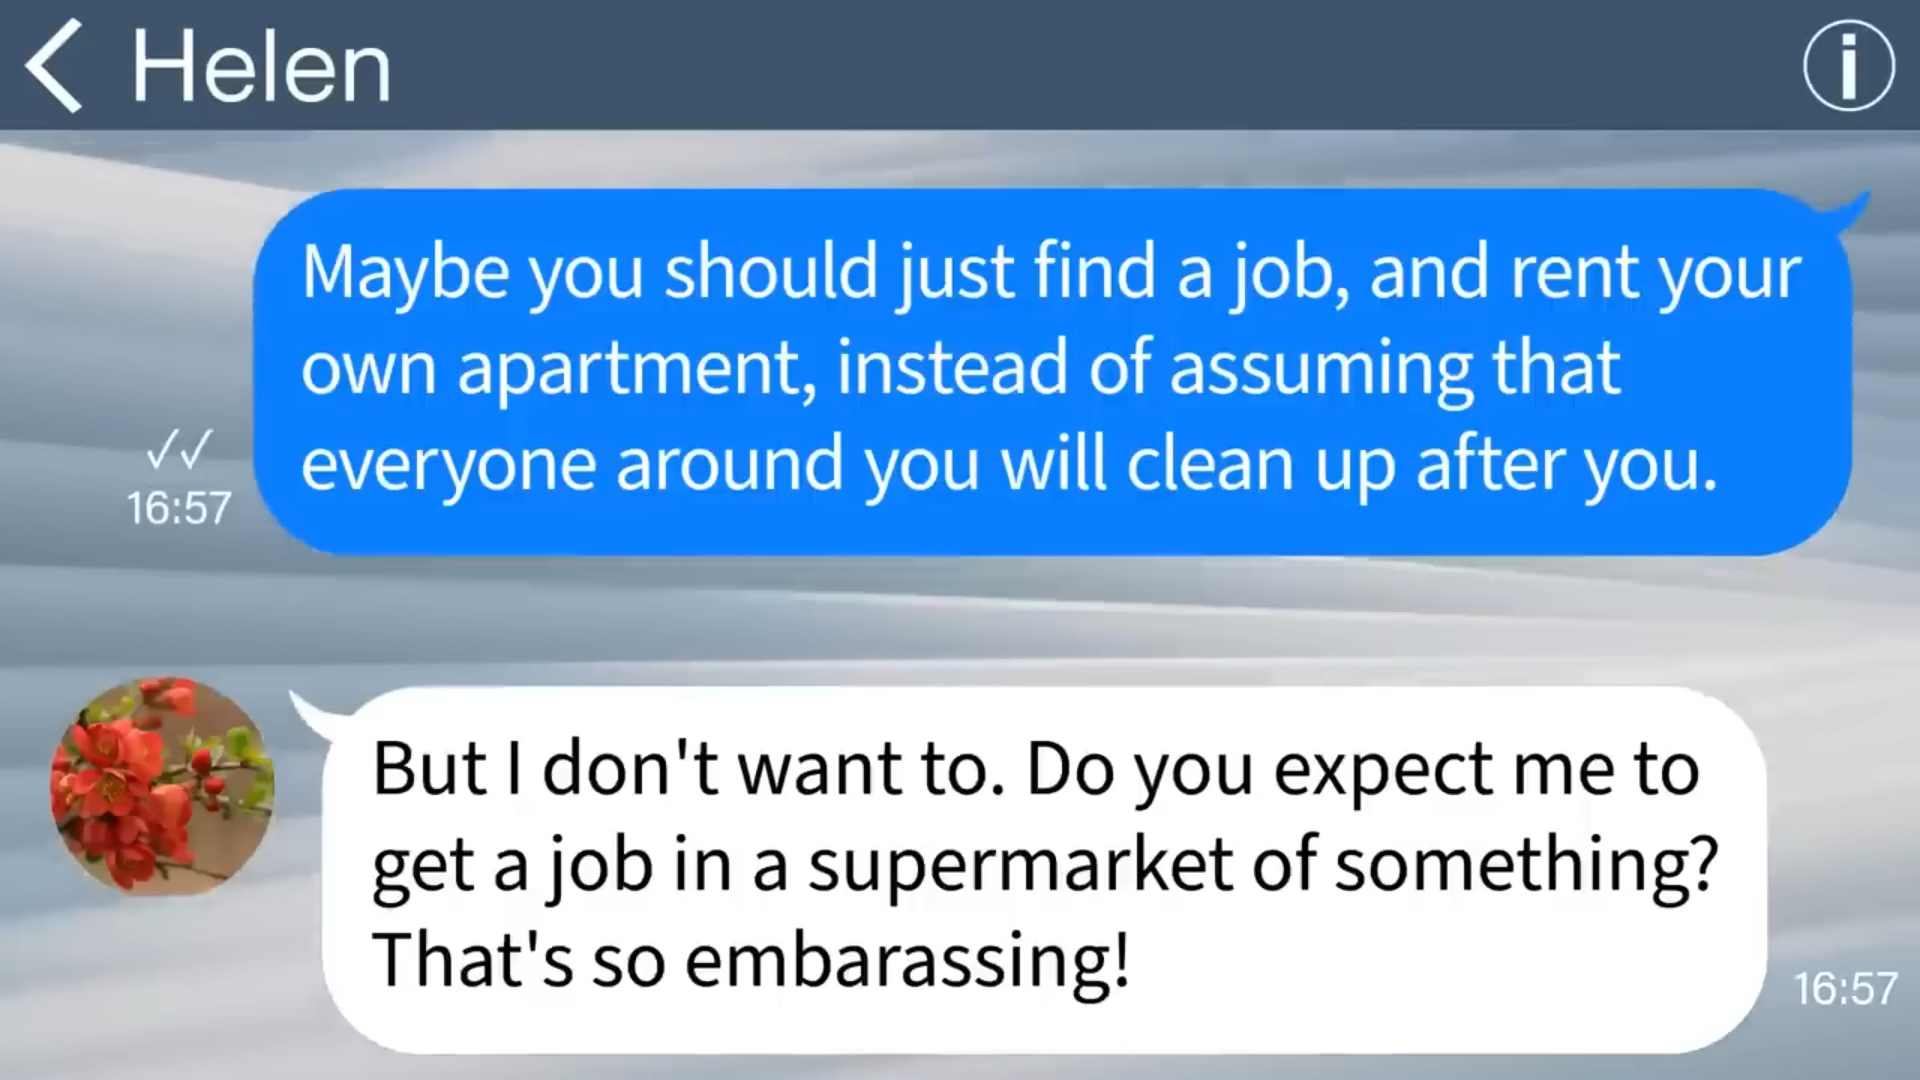 Helen
Maybe you should just find a job, and rent your
own apartment, instead of assuming that
everyone around you will clean up after you.
16:57
But I don't want to. Do you expect me to
get a job in a supermarket of something?
That's so embarassing!
16:57